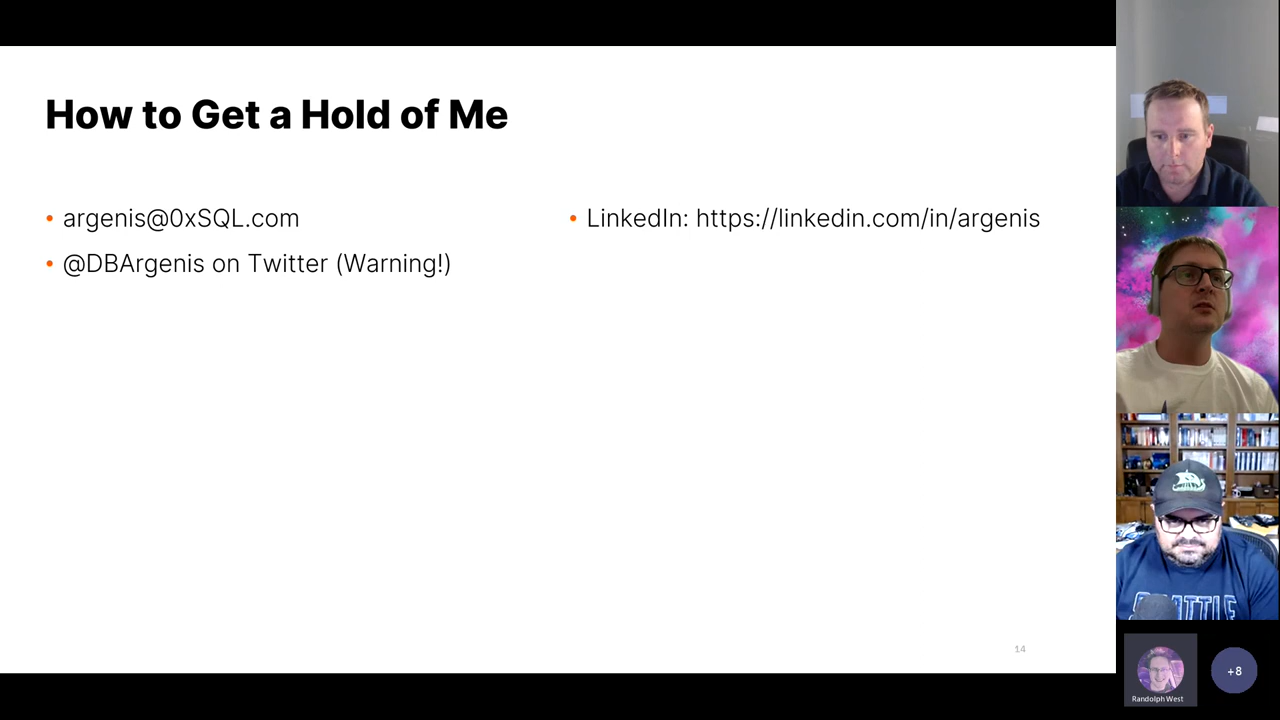 How to Get a Hold of Me
• argenis@0xSQL.com
• @DBArgenis on Twitter (Warning!)
• LinkedIn: https://linkedin.com/in/argenis
14
SEATTLE
Randolph West
+8